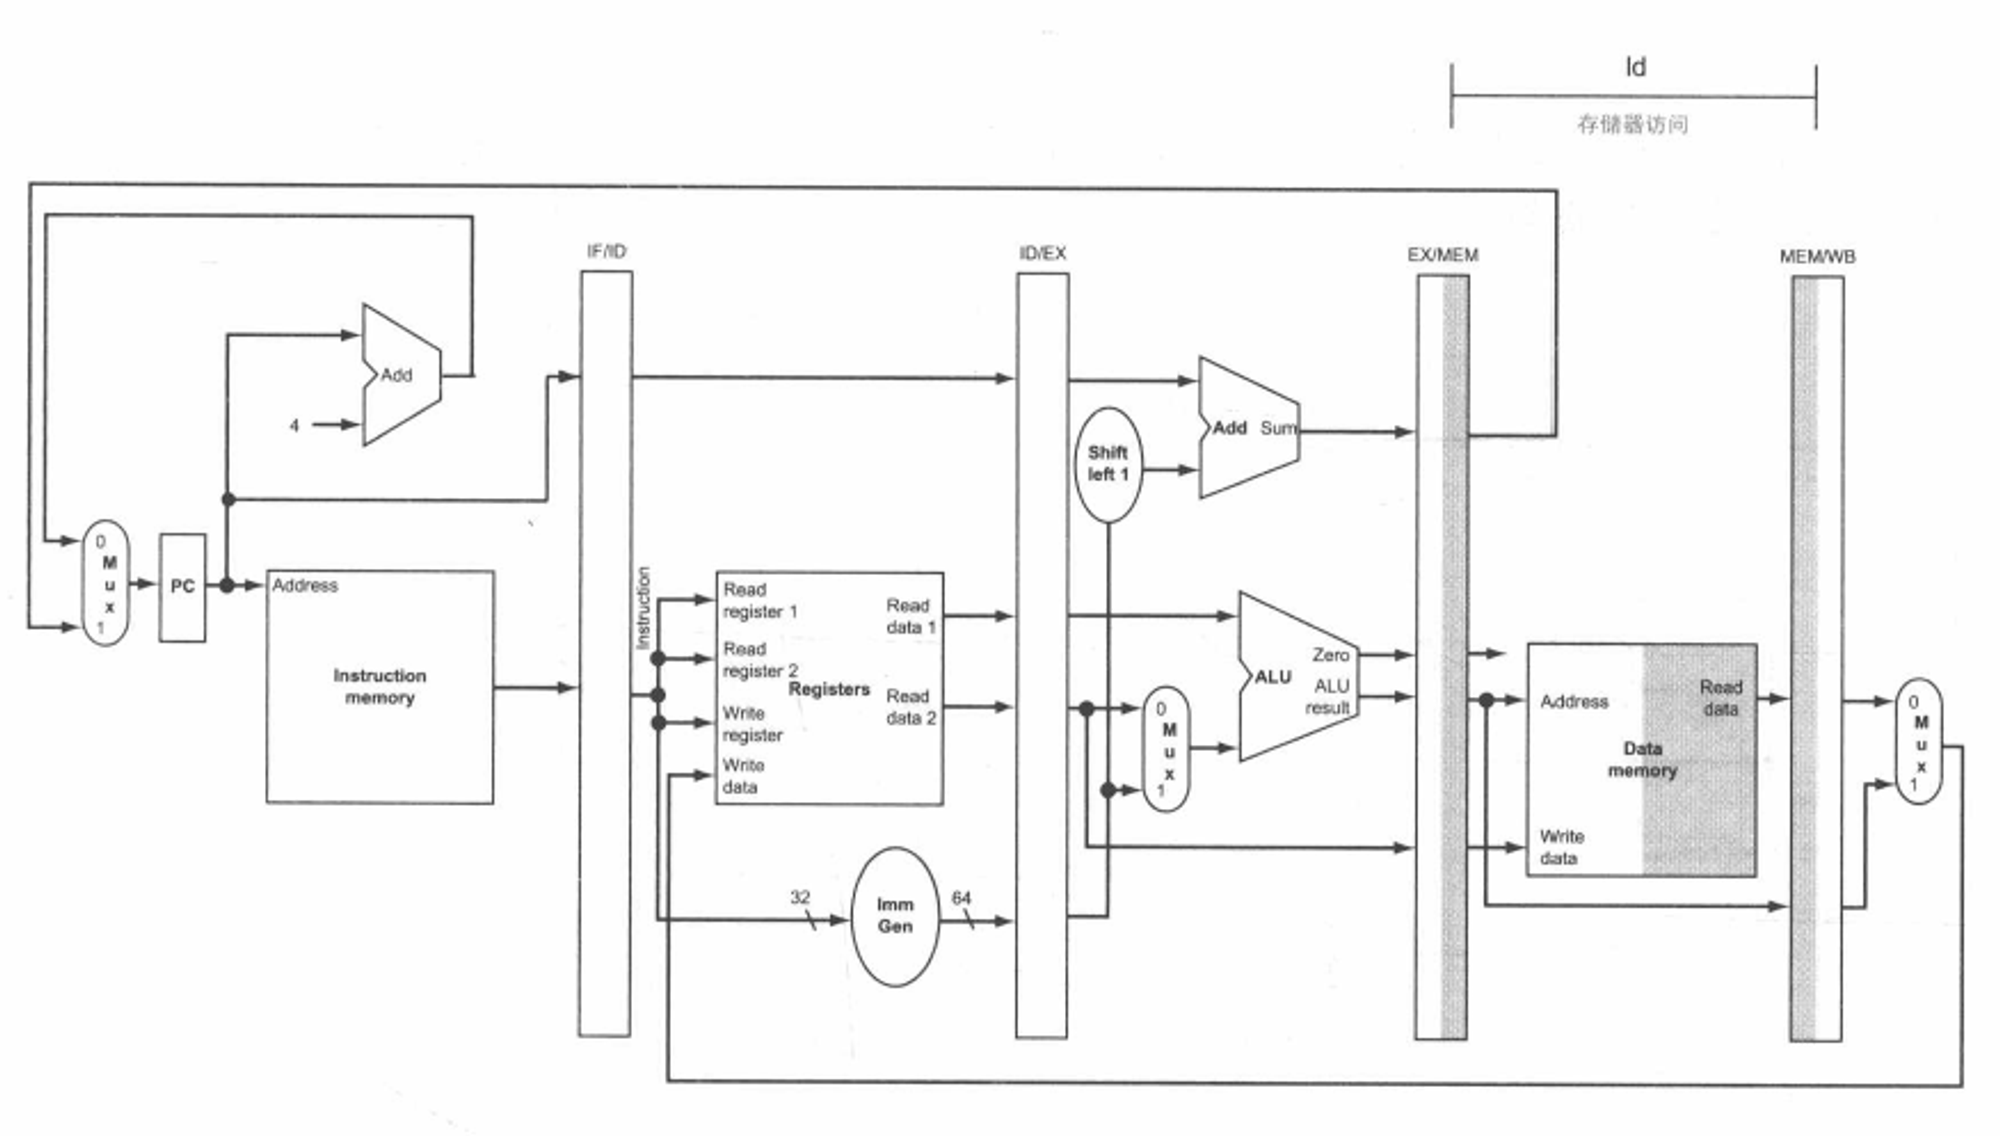 ld
存储器访问
IF/ID
ID/EX
EX/MEM
MEM/WB
Add
4
Add Sum
Shift
left 1
0
M
u
x
1
PC
Address
Instruction
memory
Instruction
Read
register 1
Read
register 2
Write
register
Write
data
Registers
Read
data 1
Read
data 2
32
Imm
Gen
64
0
M
u
x
1
Zero
ALU
ALU
result
Address
Read
data
Data
memory
Write
data
0
M
u
x
1